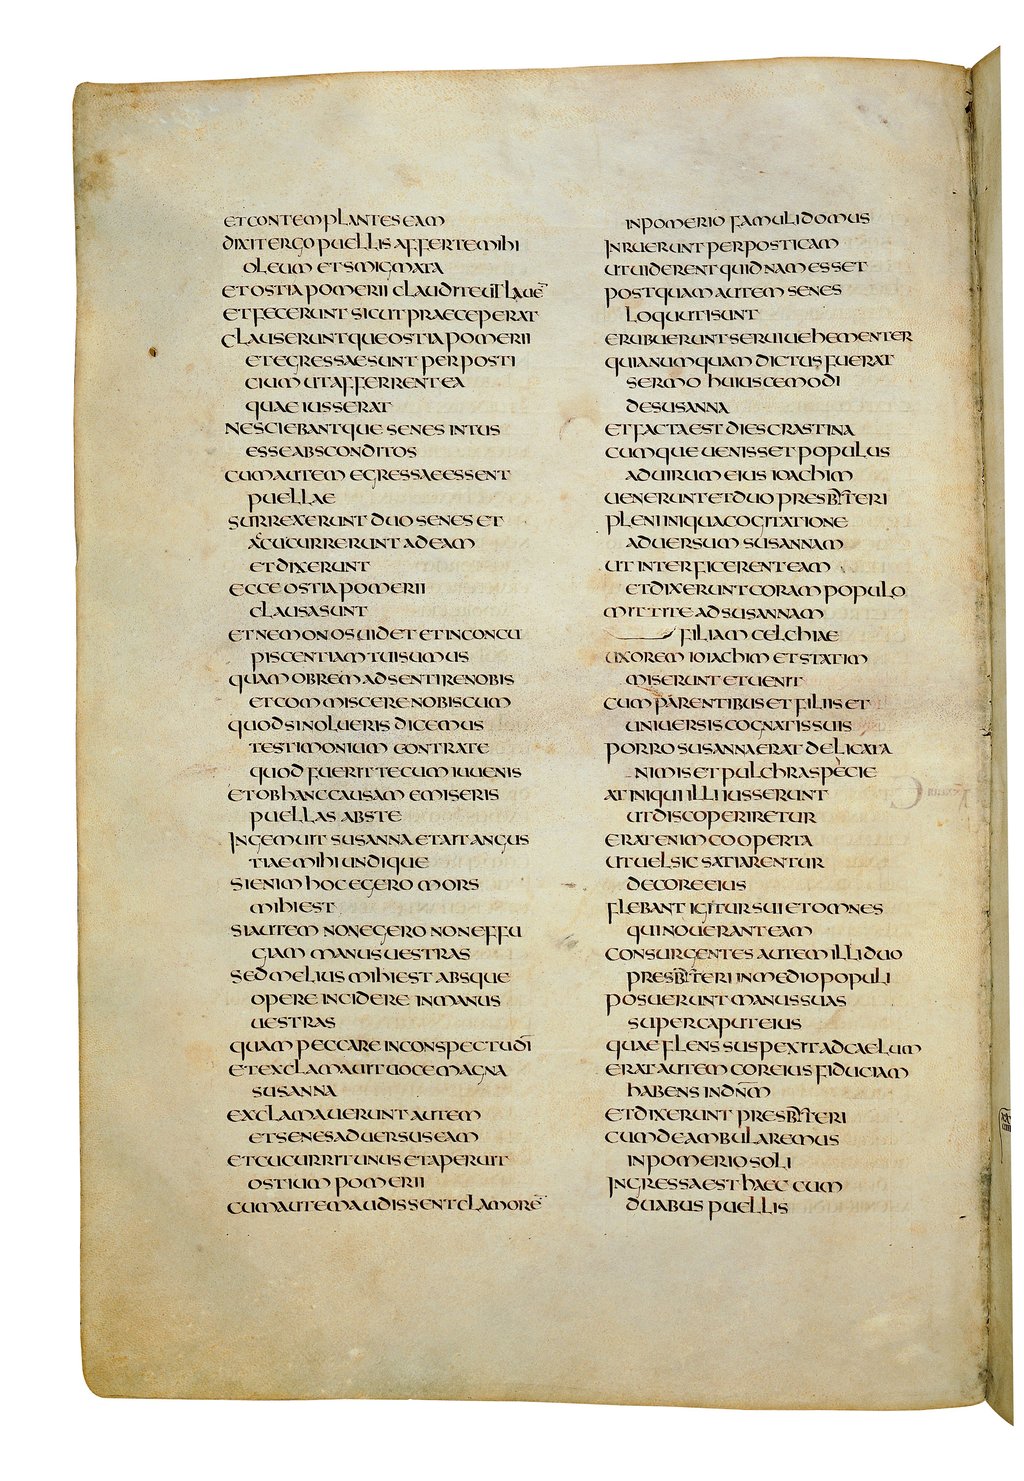 ETCONTEMPLANTES EAM
DIXIT ERGO PUELLIS AFFERTE MIHI
OLEUM ET SMIGMATA
ET OSTIA POMERII CLAUDITE UT LAUER̄
ET FECERUNT SICUT PRAECEPERAT
CLAUSERUNTQUE OSTIA POMERII
ET EGRESSAE SUNT PER POSTI
CIUM UT AFFERRENT EA
QUAE IUSSERAT
NESCIEBANTQUE SENES INTUS
ESSE ABSCONDITOS
CUM AUTEM EGRESSAE ESSENT
PUELLAE
SURREXERUNT DUO SENES ET
ACCUCURRERUNT AD EAM
ET DIXERUNT
ECCE OSTIA POMERII
CLAUSA SUNT
ET NEMO NOS UIDET ET IN CONCU
PISCENTIAM TUI SUMUS
QUAM OB REM ADSENTIRE NOBIS
ET COMMISCERE NOBISCUM
QUOD SI NOLUERIS DICEMUS
TESTIMONIUM CONTRA TE
QUOD FUERIT TECUM IUUENIS
ET OB HANC CAUSAM EMISERIS
PUELLAS ABS TE
INGEMUIT SUSANNA ET AIT ANGUS
TIAE MIHI UNDIQUE
SI ENIM HOC EGERO MORS
MIHI EST
SI AUTEM NON EGERO NON EFFU
GIAM MANUS UESTRAS
SED MELIUS MIHI EST ABSQUE
OPERE INCIDERE IN MANUS
UESTRAS
QUAM PECCARE IN CONSPECTU DN̄I
ET EXCLAMAUIT UOCE MAGNA
SUSANNA
EXCLAMAUERUNT AUTEM
ET SENES ADUERSUS EAM
ET CUCURRIT UNUS ET APERUIT
OSTIUM POMERII
CUM AUTEM AUDISSENT CLAMORĒ
IN POMERIO FAMULI DOMUS
INRUERUNT PER POSTICAM
UT UIDERENT QUIDNAM ESSET
POSTQUAM AUTEM SENES
LOQUUTI SUNT
ERUBUERUNT SERUI UEHEMENTER
QUIA NUMQUAM DICTUS FUERAT
SERMO HUIUSCEMODI
DE SUSANNA
ET FACTA EST DIES CRASTINA
CUMQUE UENISSET POPULUS
AD UIRUM EIUS IOACHIM
UENERUNT ET DUO PRESBITERI
PLENI INIQUA COGITATIONE
ADUERSUM SUSANNAM
UT INTERFICERENT EAM
ET DIXERUNT CORAM POPULO
MITTITE AD SUSANNAM
FILIAM CELCHIAE
UXOREM IOIACHIM ET STATIM
MISERUNT ET UENIT
CUM PARENTIBUS ET FILIIS ET
UNIUERSIS COGNATIS SUIS
PORRO SUSANNA ERAT DELICATA
NIMIS ET PULCHRA SPECIE
AT INIQUI ILLI IUSSERUNT
UT DISCOPERIRETUR
ERAT ENIM COOPERTA
UT UEL SIC SATIARENTUR
DECORE EIUS
FLEBANT IGITUR SUI ET OMNES
QUI NOUERANT EAM
CONSURGENTES AUTEM ILLI DUO
PRESBITERI IN MEDIO POPULI
POSUERUNT MANUS SUAS
SUPER CAPUT EIUS
QUAE FLENS SUSPEXIT AD CAELUM
ERAT AUTEM COR EIUS FIDUCIAM
HABENS IN DN̄M
ET DIXERUNT PRESBITERI
CUM DEAMBULAREMUS
IN POMERIO SOLI
INGRESSA EST HAEC CUM
DUABUS PUELLIS